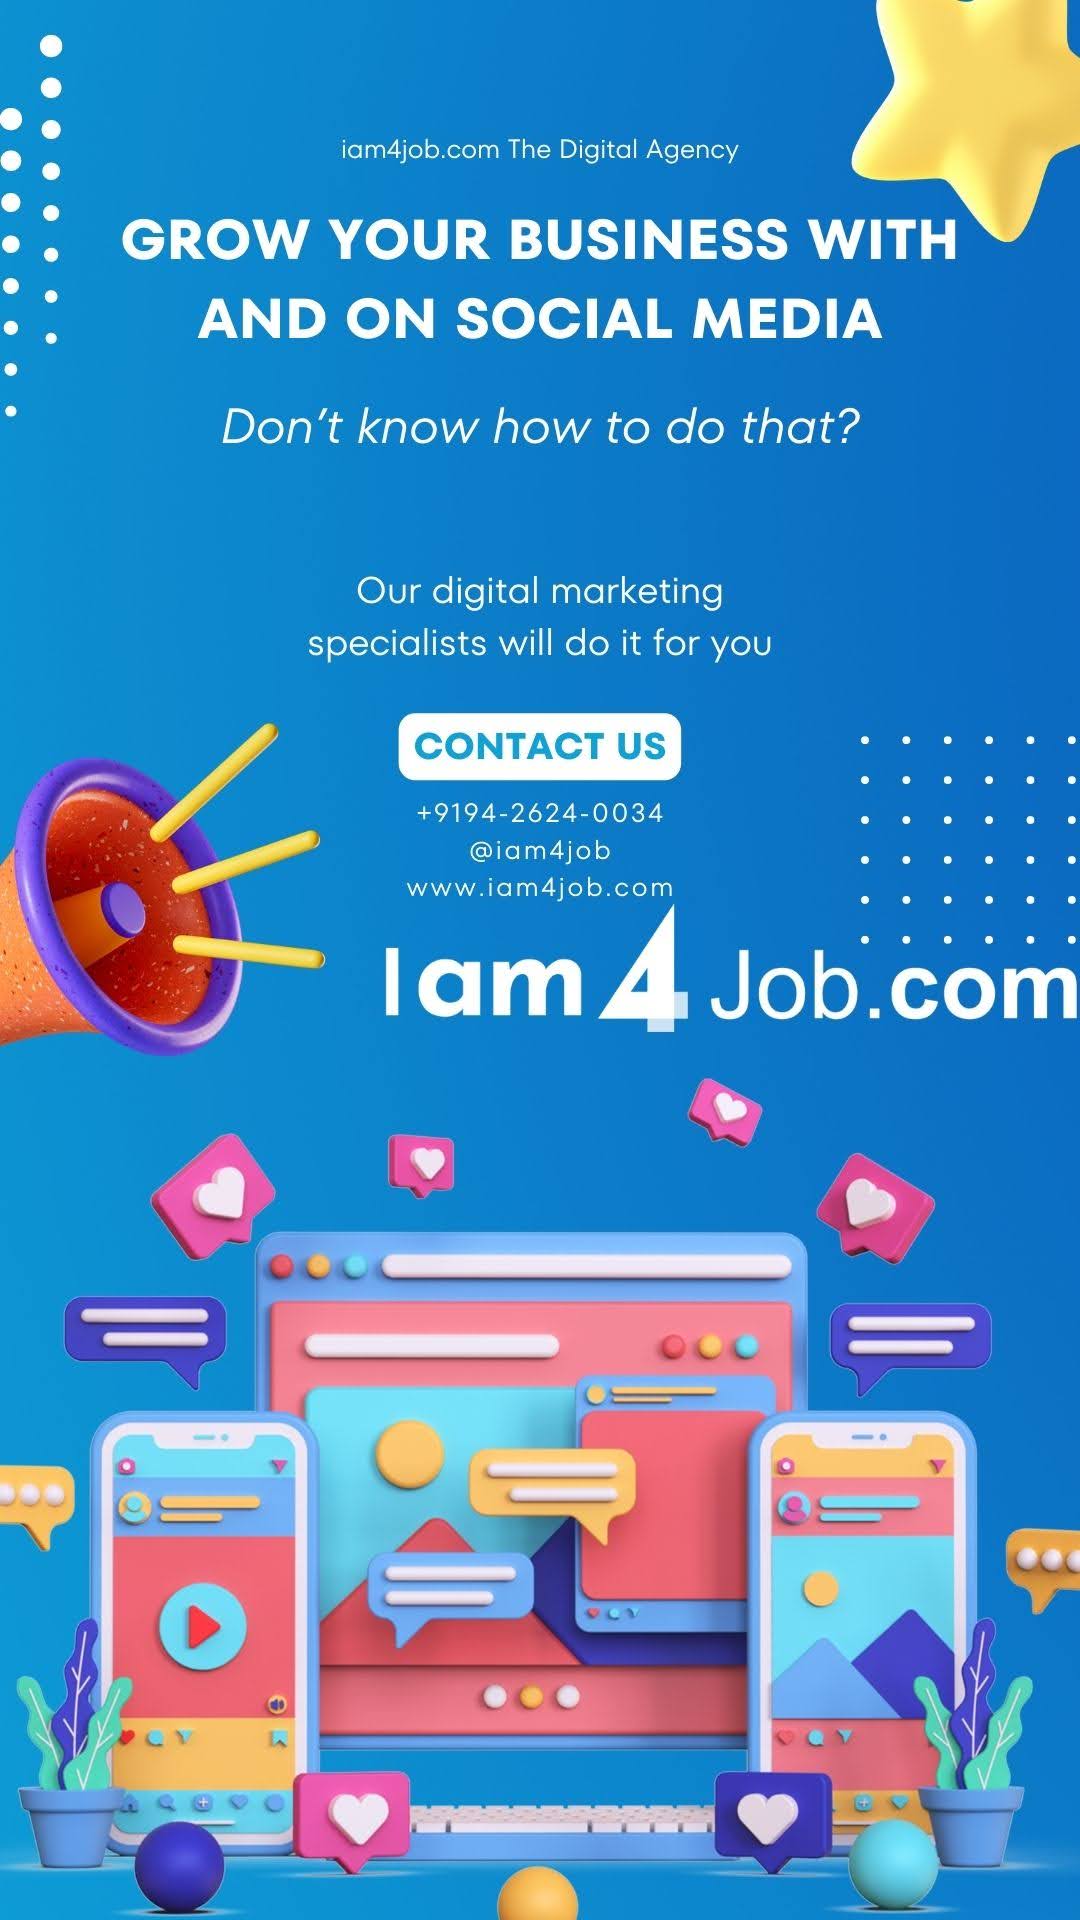 iam4job.com The Digital Agency
GROW YOUR BUSINESS WITH
AND ON SOCIAL MEDIA
Don't know how to do that?
Our digital marketing
specialists will do it for you
CONTACT US
+9194-2624-0034
@iam4job
www.iam4job.com
I am 4 Job.com